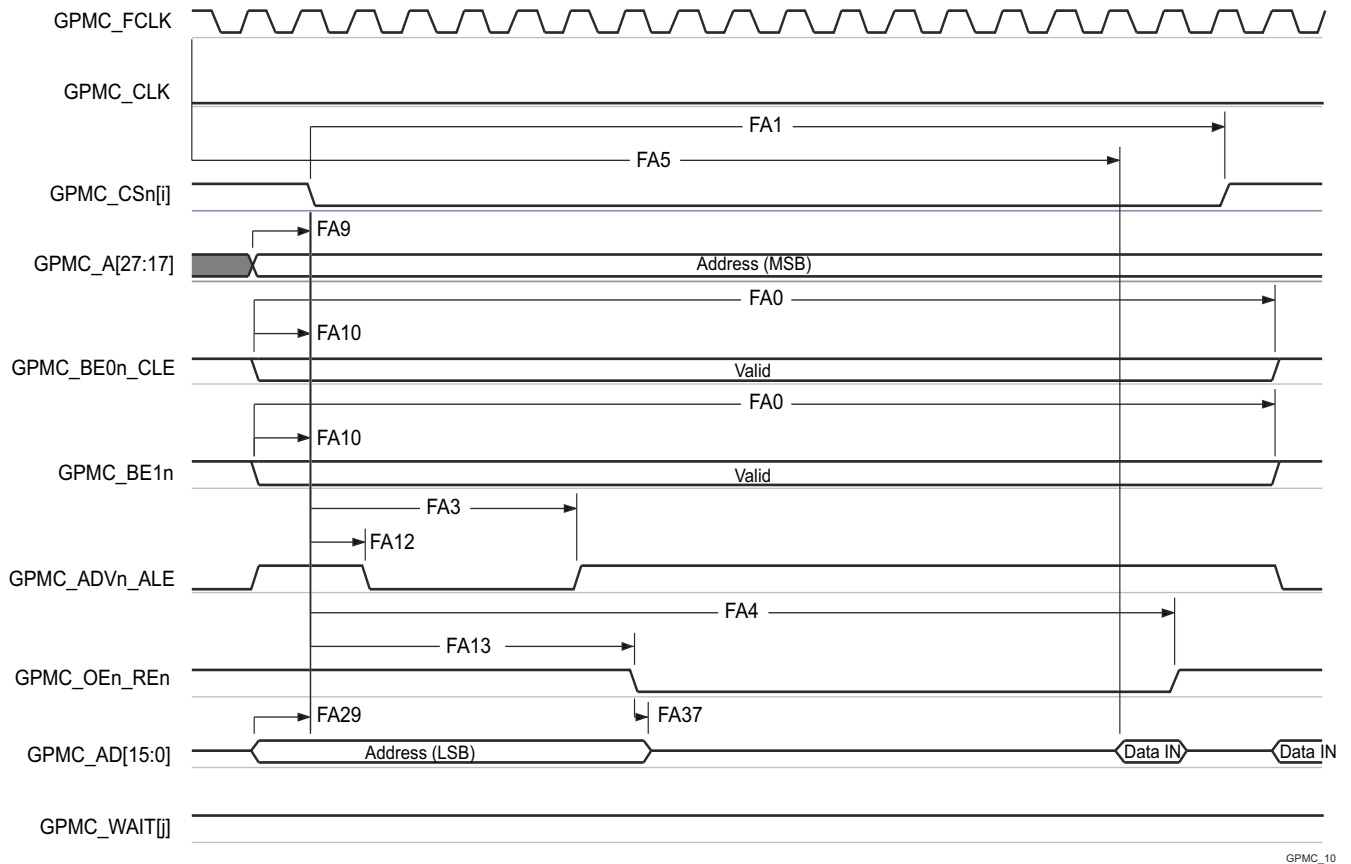 GPMC_FCLK
GPMC_CLK
FA1
FA5
GPMC_CSn[i]
FA9
GPMC_A[27:17]
Address (MSB)
FA0
FA10
GPMC_BE0n_CLE
Valid
FA0
FA10
GPMC_BE1n
Valid
FA3
FA12
GPMC_ADVn_ALE
FA4
FA13
GPMC_OEn_REn
FA29
FA37
GPMC_AD[15:0]
Address (LSB)
Data IN
Data IN
GPMC_WAIT[j]
GPMC_10